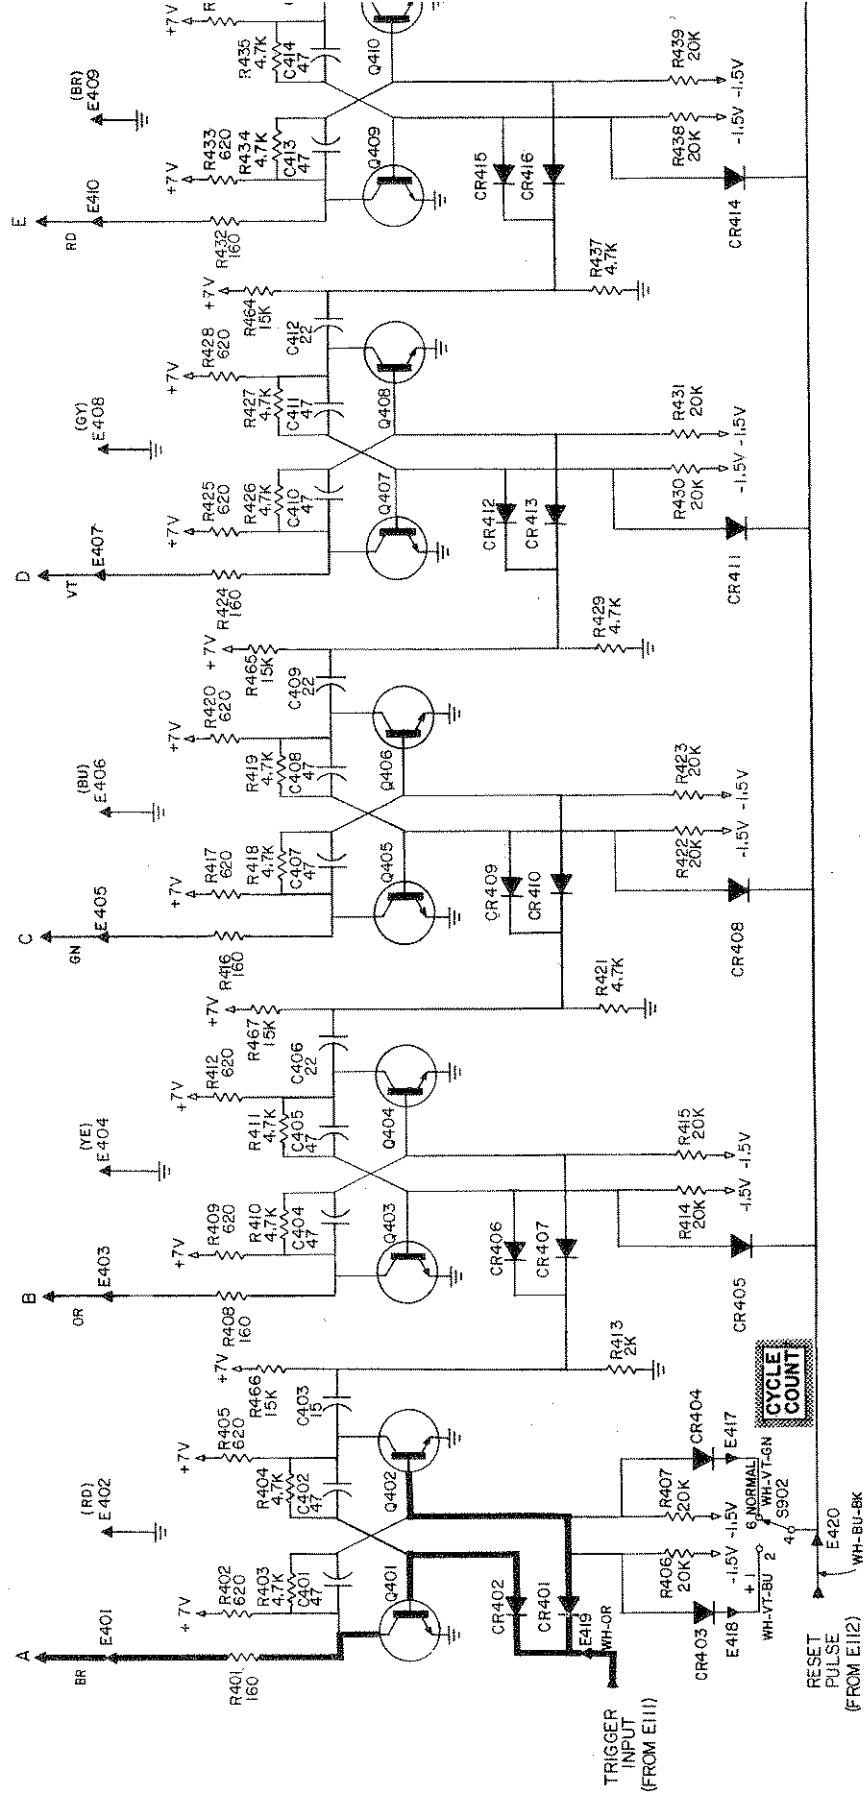 +7V
R435
4.7K
C414
47
Q410
R439
20K
-1.5V
(BR)
E409
R433
620
R434
4.7K
C413
47
Q409
CR415
CR416
R438
20K
-1.5V
+7V
CR414
E
RD
E410
R432
160
R437
4.7K
+7V
R464
15K
C412
22
R428
620
+7V
R427
4.7K
C411
47
Q408
R431
20K
-1.5V
(GY)
E408
R425
620
R426
4.7K
C410
47
Q407
CR412
CR413
R430
20K
-1.5V
+7V
CR411
D
VT
E407
R424
160
R429
4.7K
+7V
R465
15K
C409
22
R420
620
+7V
R419
4.7K
C408
47
Q406
R423
20K
-1.5V
(BU)
E406
R417
620
R418
4.7K
C407
47
Q405
CR409
CR410
R422
20K
-1.5V
+7V
CR408
C
GN
E405
R416
160
R421
4.7K
+7V
R467
15K
C406
22
R412
620
+7V
R411
4.7K
C405
47
Q404
R415
20K
-1.5V
(YE)
E404
R409
620
R410
4.7K
C404
47
Q403
CR406
CR407
R414
20K
-1.5V
+7V
CR405
B
OR
E403
R408
160
R413
2K
+7V
R466
15K
C403
15
CYCLE
COUNT
R405
620
+7V
R404
4.7K
C402
47
Q402
CR404
E417
R407
20K
-1.5V
6 NORMAL
WH-VT-GN
S902
4
E420
WH-BU-BK
(RD)
E402
R402
620
R403
4.7K
C401
47
Q401
+7V
CR402
CR401
R406
20K
-1.5V
+1
2
WH-VT-BU
E419
WH-OR
CR403
E418
A
BR
E401
R401
160
TRIGGER
INPUT
(FROM E111)
RESET
PULSE
(FROM E112)